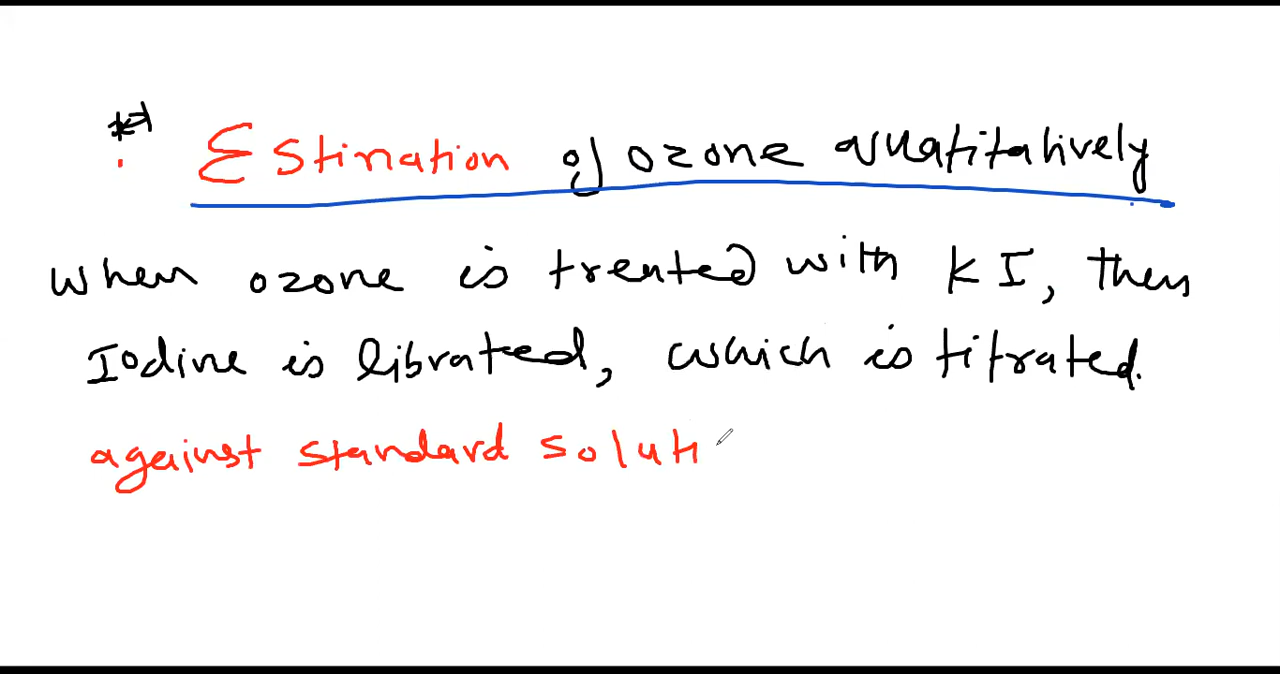 Estination of ozone quatitatively
When ozone is treated with KI, then
Iodine is librated, which is titrated.
against standard soluti